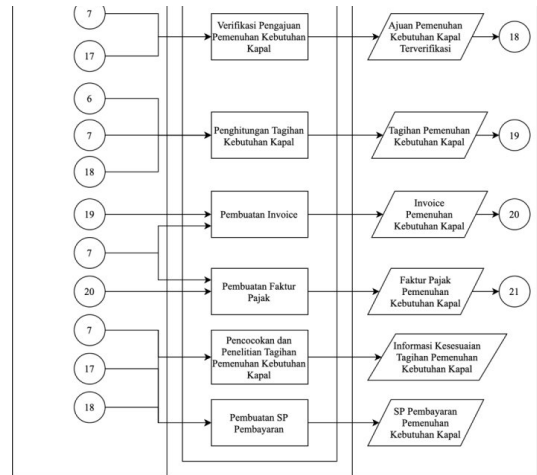 7
17
Verifikasi Pengajuan
Pemenuhan Kebutuhan
Kapal
Ajuan Pemenuhan
Kebutuhan Kapal
Terverifikasi
18
6
7
18
Penghitungan Tagihan
Kebutuhan Kapal
Tagihan Pemenuhan
Kebutuhan Kapal
19
19
Pembuatan Invoice
Invoice
Pemenuhan
Kebutuhan Kapal
20
7
20
Pembuatan Faktur
Pajak
Faktur Pajak
Pemenuhan
Kebutuhan Kapal
21
7
17
Pencocokan dan
Penelitian Tagihan
Pemenuhan Kebutuhan
Kapal
Informasi Kesesuaian
Tagihan Pemenuhan
Kebutuhan Kapal
18
Pembuatan SP
Pembayaran
SP Pembayaran
Pemenuhan
Kebutuhan Kapal